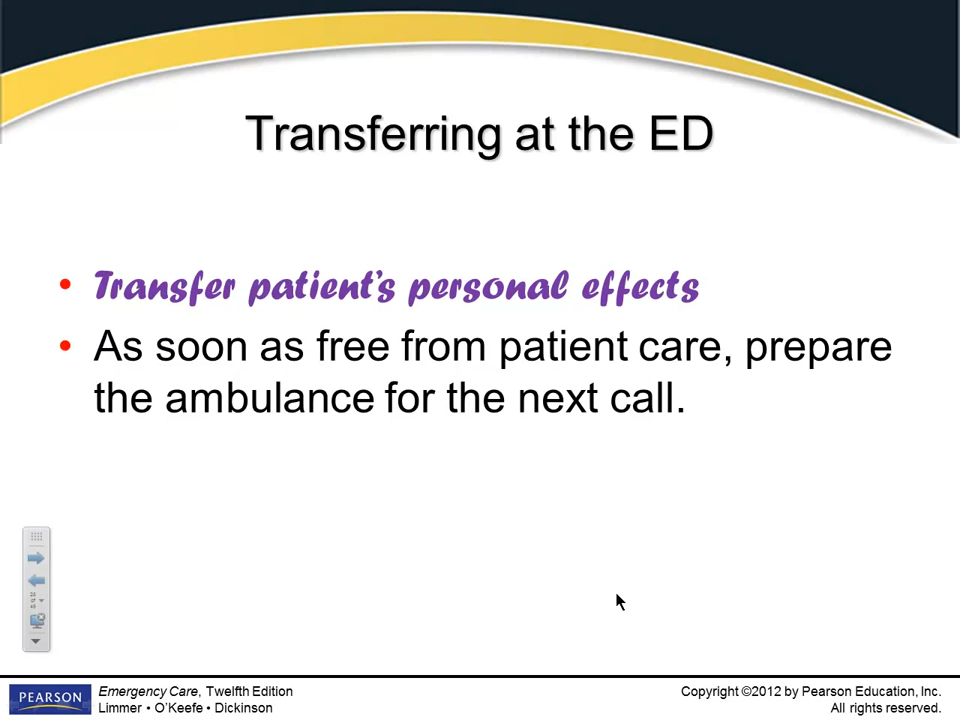 Transferring at the ED
• Transfer patient's personal effects
• As soon as free from patient care, prepare
the ambulance for the next call.
PEARSON
Emergency Care, Twelfth Edition
Limmer • O'Keefe • Dickinson
Copyright ©2012 by Pearson Education, Inc.
All rights reserved.